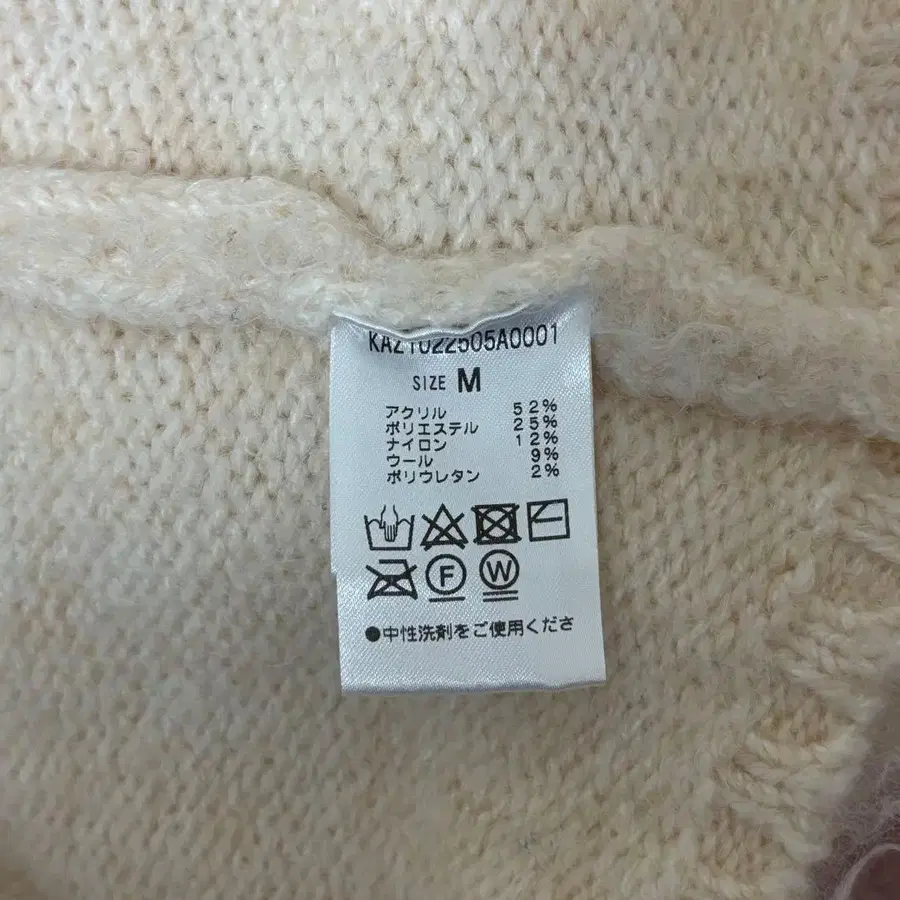 KAZ1022505A0001
SIZE M
アクリル 52%
ポリエステル 25%
ナイロン 12%
ウール 9%
ポリウレタン 2%
F W
●中性洗剤をご使用くださ